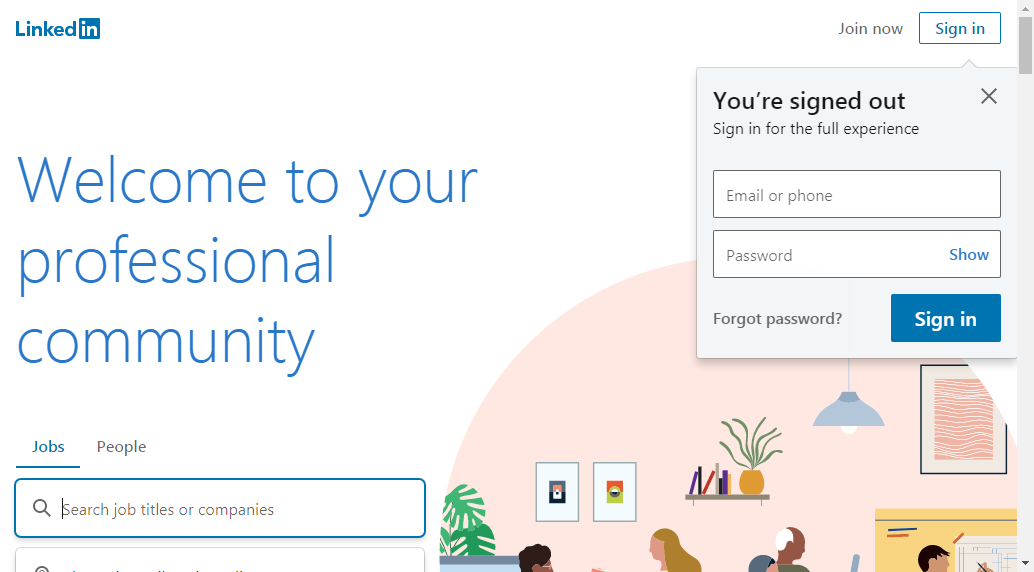 Linked in
Join now
Sign in
You're signed out
Sign in for the full experience
Email or phone
Password
Show
Forgot password?
Sign in
Welcome to your
professional
community
Jobs
People
Search job titles or companies